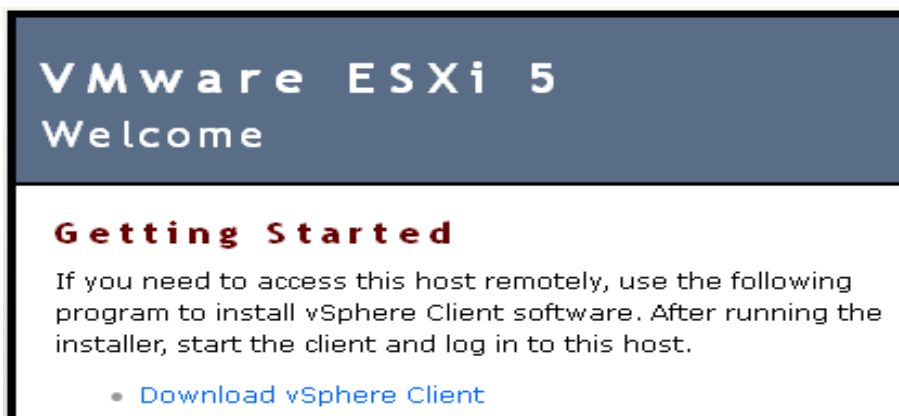 VMware ESXi 5
Welcome
Getting Started
If you need to access this host remotely, use the following
program to install vSphere Client software. After running the
installer, start the client and log in to this host.
Download vSphere Client